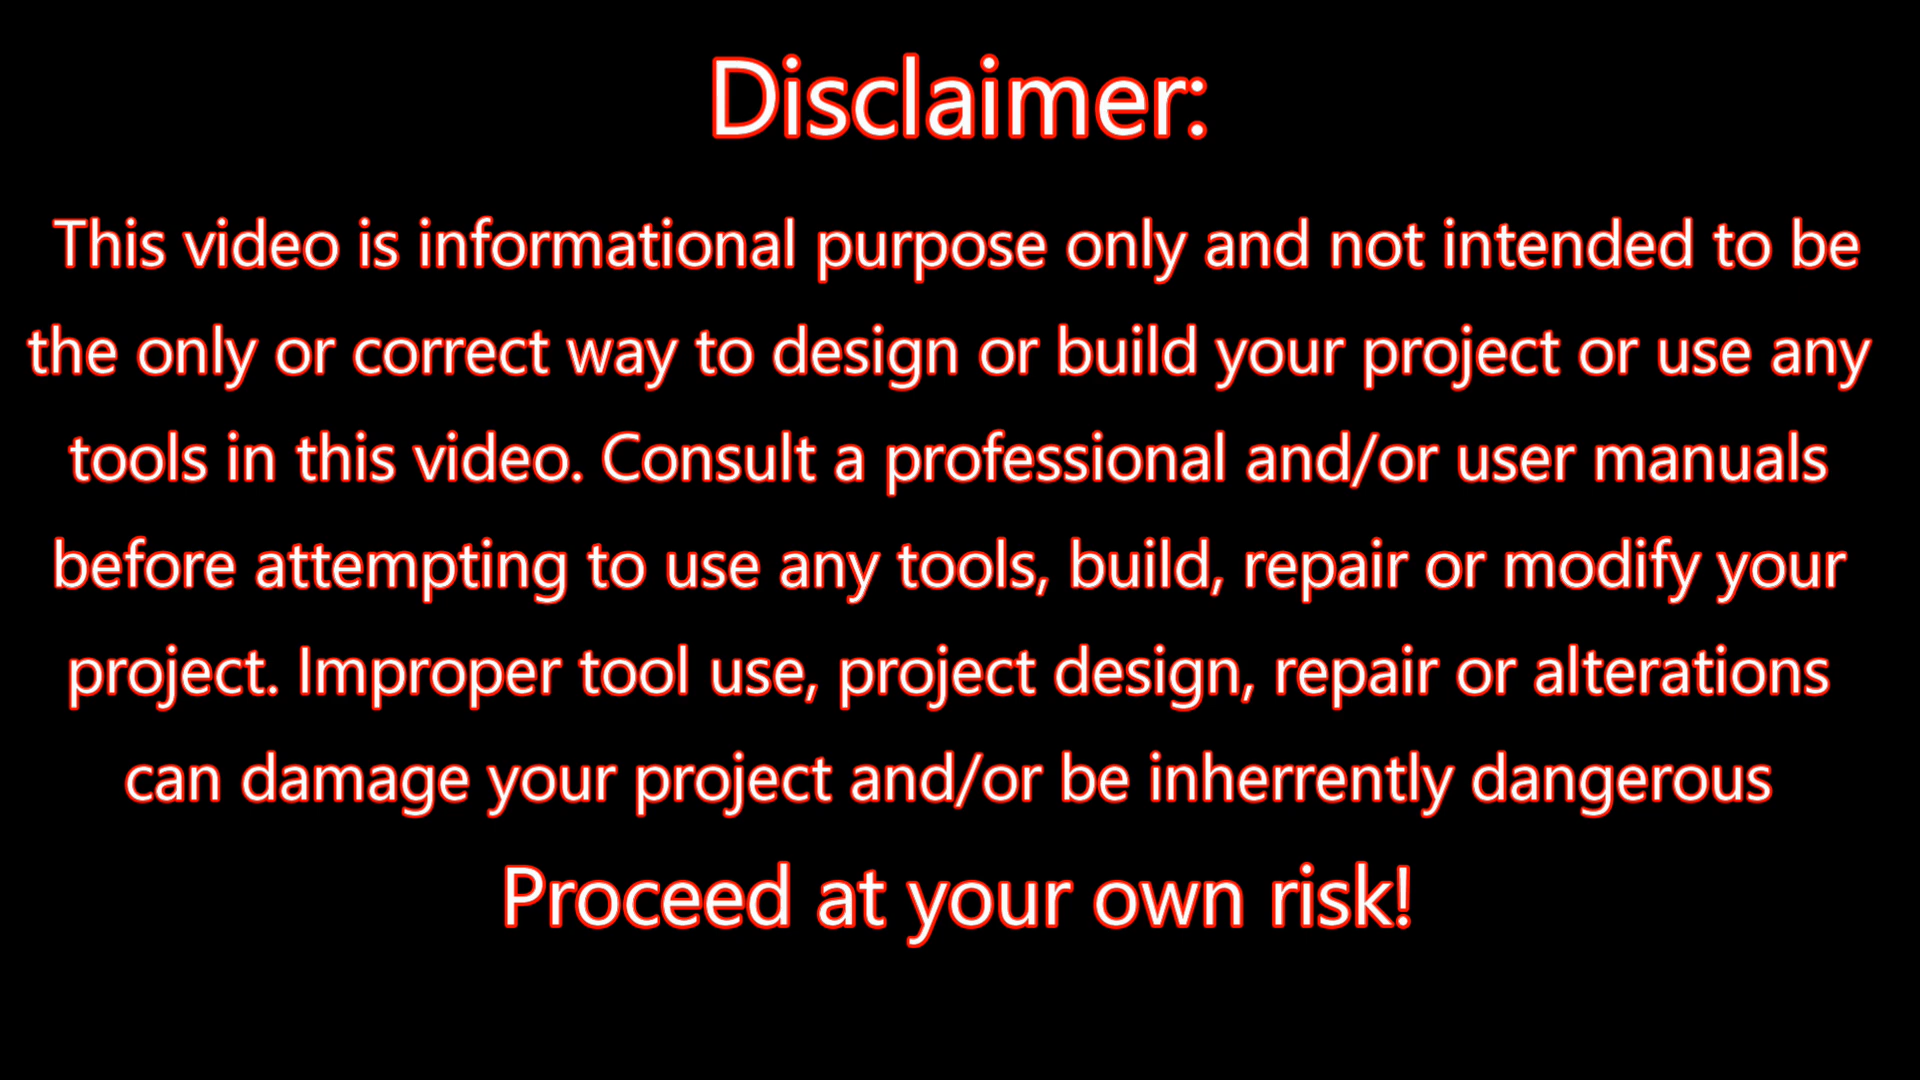 Disclaimer:
This video is informational purpose only and not intended to be
the only or correct way to design or build your project or use any
tools in this video. Consult a professional and/or user manuals
before attempting to use any tools, build, repair or modify your
project. Improper tool use, project design, repair or alterations
can damage your project and/or be inherrently dangerous
Proceed at your own risk!